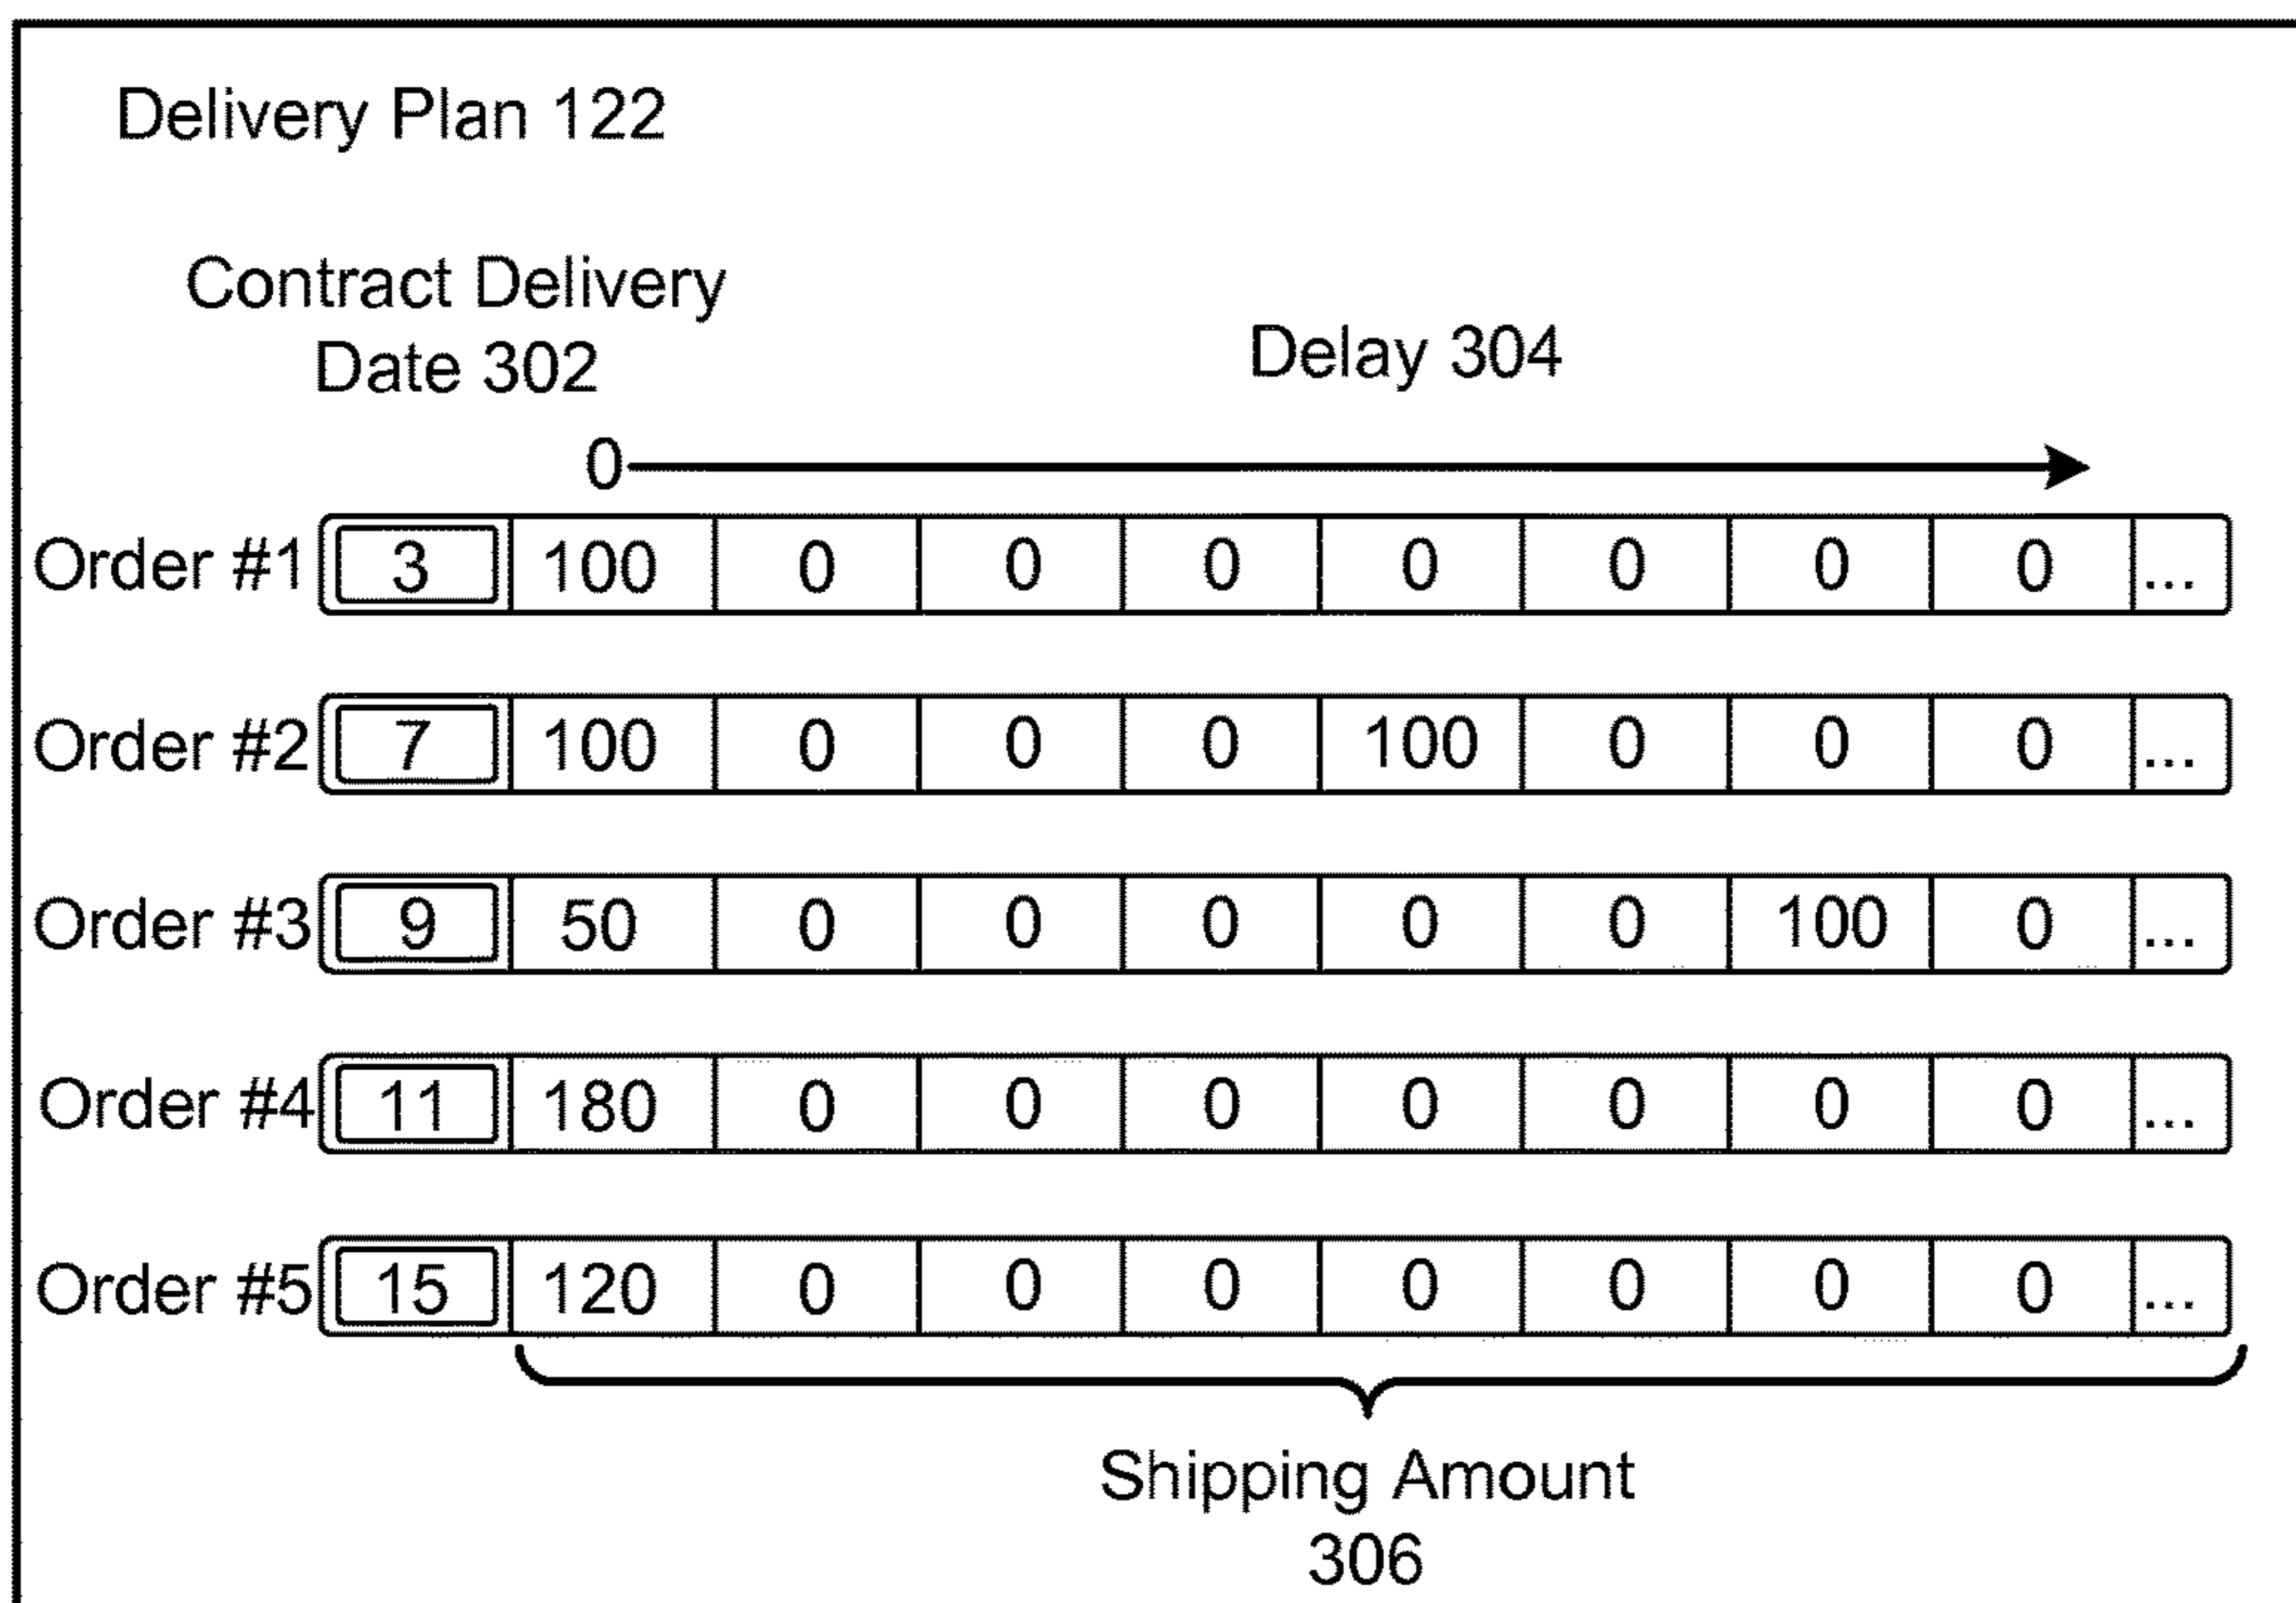 Delivery Plan 122
Contract Delivery
Date 302
Delay 304
0
Order #1 3 100 0 0 0 0 0 0 0 ...
Order #2 7 100 0 0 0 100 0 0 0 ...
Order #3 9 50 0 0 0 0 0 100 0 ...
Order #4 11 180 0 0 0 0 0 0 0 ...
Order #5 15 120 0 0 0 0 0 0 0 ...
Shipping Amount
306